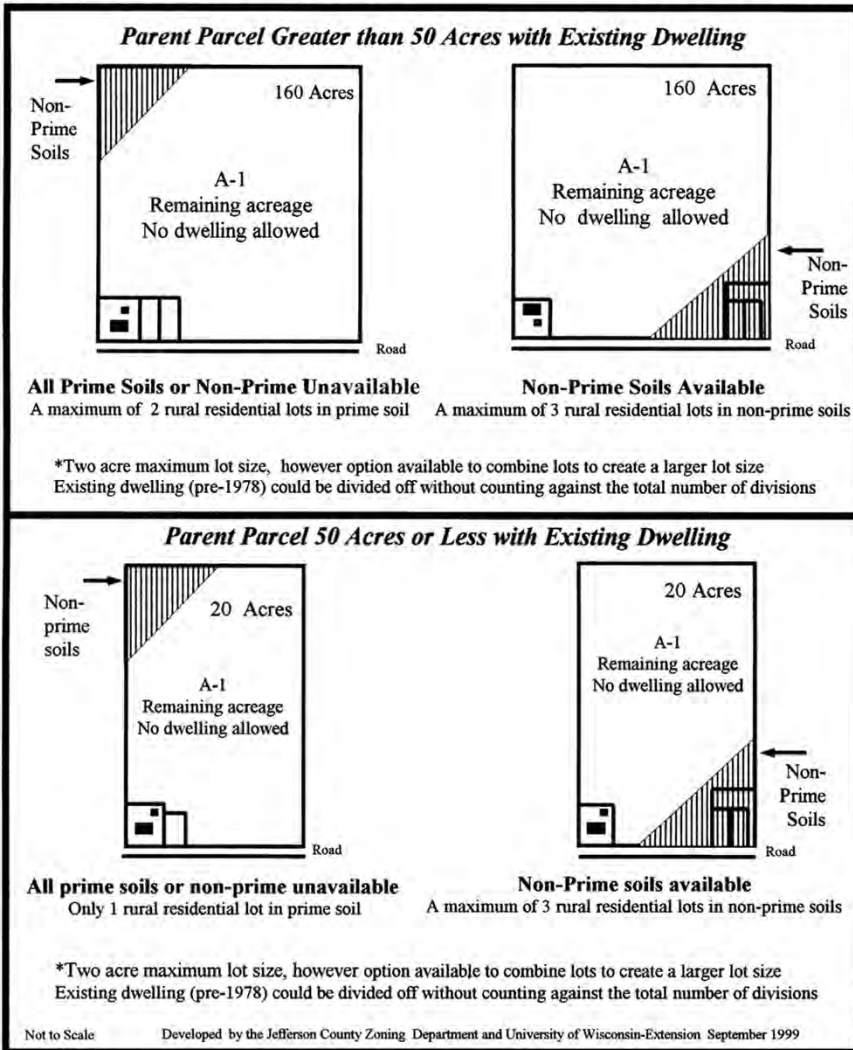 Parent Parcel Greater than 50 Acres with Existing Dwelling
160 Acres
Non-
Prime
Soils
A-1
Remaining acreage
No dwelling allowed
Road
All Prime Soils or Non-Prime Unavailable
A maximum of 2 rural residential lots in prime soil
160 Acres
A-1
Remaining acreage
No dwelling allowed
Non-
Prime
Soils
Road
Non-Prime Soils Available
A maximum of 3 rural residential lots in non-prime soils
*Two acre maximum lot size, however option available to combine lots to create a larger lot size
Existing dwelling (pre-1978) could be divided off without counting against the total number of divisions
Parent Parcel 50 Acres or Less with Existing Dwelling
Non-
prime
soils
20 Acres
A-1
Remaining acreage
No dwelling allowed
Road
All prime soils or non-prime unavailable
Only 1 rural residential lot in prime soil
20 Acres
A-1
Remaining acreage
No dwelling allowed
Non-
Prime
Soils
Road
Non-Prime soils available
A maximum of 3 rural residential lots in non-prime soils
*Two acre maximum lot size, however option available to combine lots to create a larger lot size
Existing dwelling (pre-1978) could be divided off without counting against the total number of divisions
Not to Scale Developed by the Jefferson County Zoning Department and University of Wisconsin-Extension September 1999